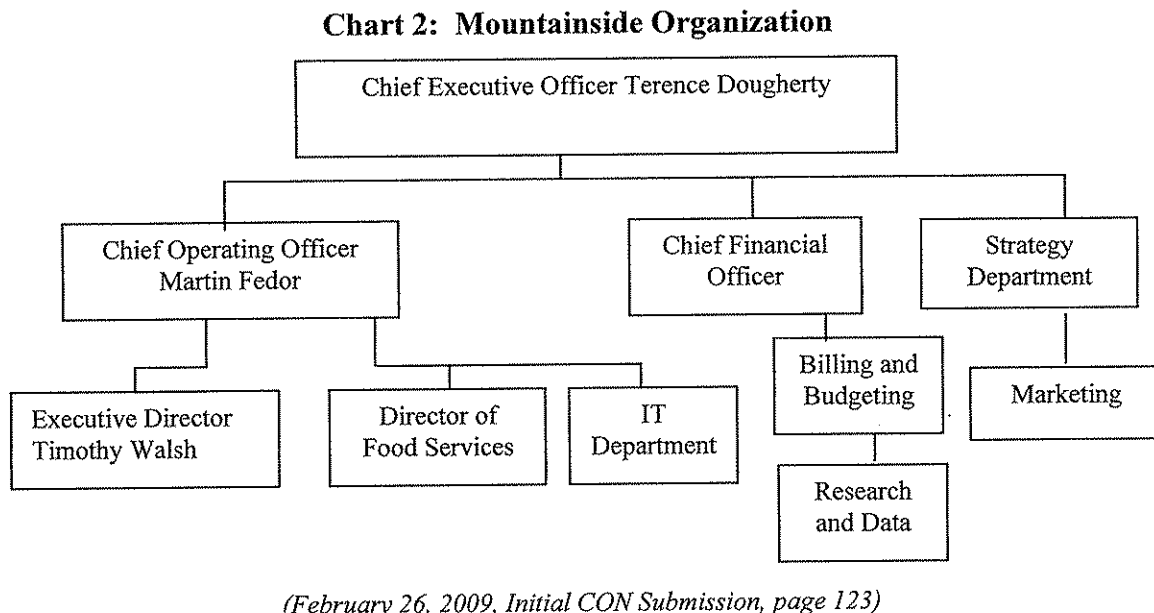 Chart 2: Mountainside Organization
Chief Executive Officer Terence Dougherty
Chief Operating Officer
Martin Fedor
Chief Financial
Officer
Strategy
Department
Executive Director
Timothy Walsh
Director of
Food Services
IT
Department
Billing and
Budgeting
Marketing
Research
and Data
(February 26, 2009, Initial CON Submission, page 123)